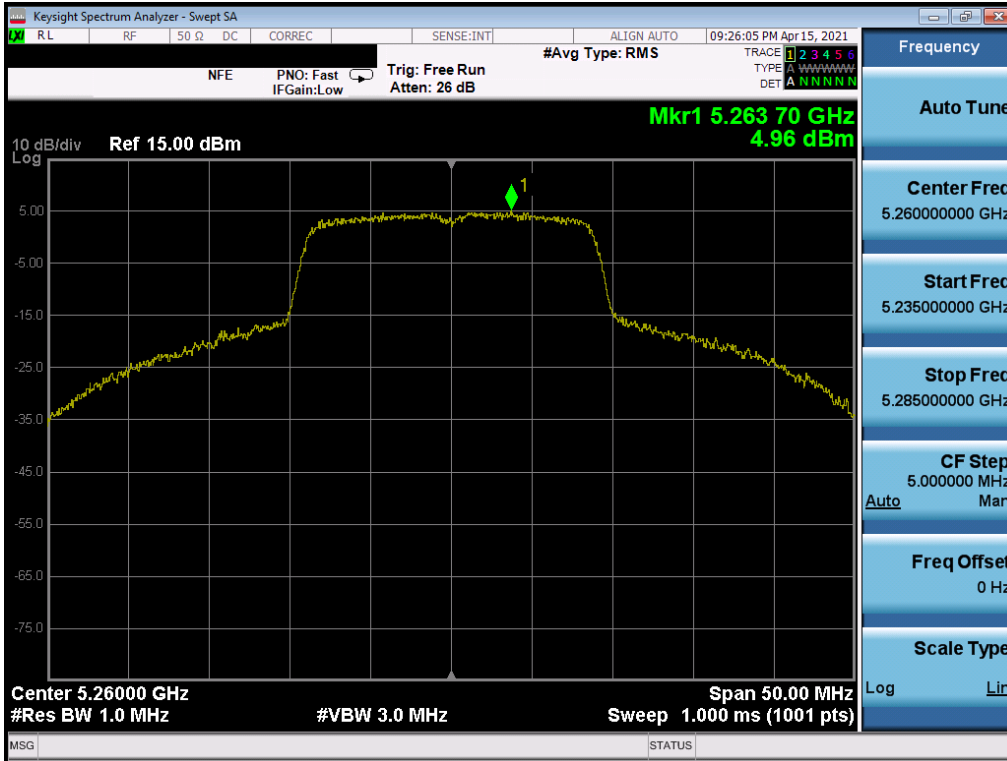 Keysight Spectrum Analyzer - Swept SA
LXI RL RF 50 Ω DC CORREC SENSE:INT ALIGN AUTO 09:26:05 PM Apr 15, 2021
NFE PNO: Fast Trig: Free Run #Avg Type: RMS TRACE 1 2 3 4 5 6
IFGain:Low Atten: 26 dB TYPE A WWWWW
DET A N N N N N
Mkr1 5.263 70 GHz
10 dB/div Ref 15.00 dBm 4.96 dBm
Log
1
5.00
-5.00
-15.0
-25.0
-35.0
-45.0
-55.0
-65.0
-75.0
Center 5.26000 GHz Span 50.00 MHz
#Res BW 1.0 MHz #VBW 3.0 MHz Sweep 1.000 ms (1001 pts)
MSG STATUS
Frequency
Auto Tune
Center Freq
5.260000000 GHz
Start Freq
5.235000000 GHz
Stop Freq
5.285000000 GHz
CF Step
5.000000 MHz
Auto Man
Freq Offset
0 Hz
Scale Type
Log Lin